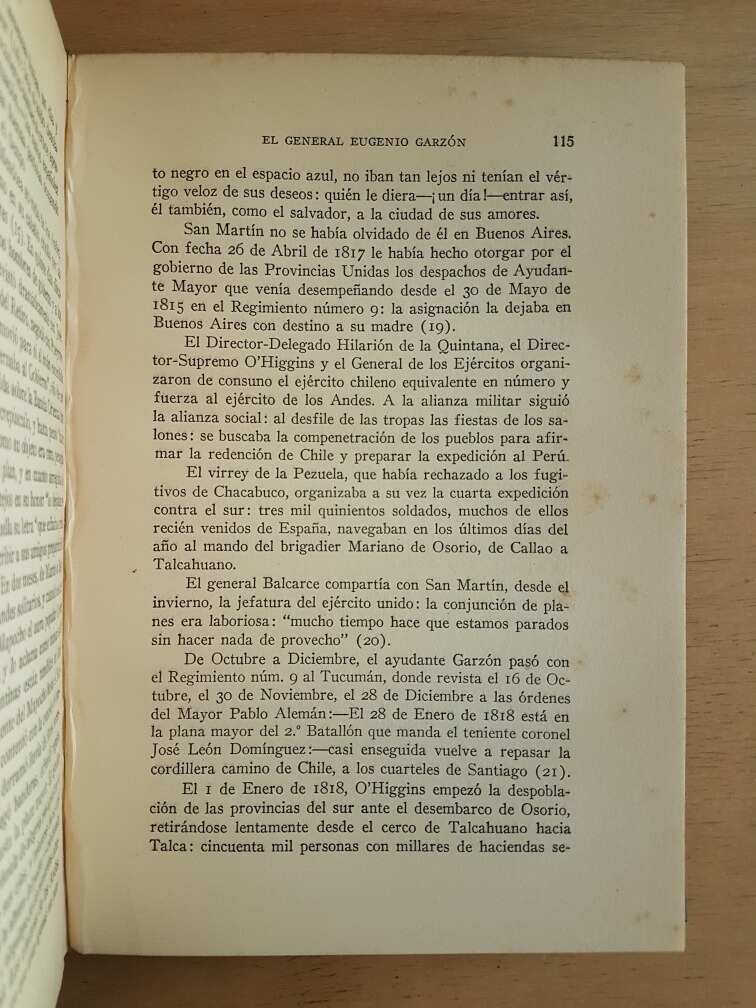 EL GENERAL EUGENIO GARZÓN 115
to negro en el espacio azul, no iban tan lejos ni tenían el vér-
tigo veloz de sus deseos: quién le diera—¡un día!—entrar así,
él también, como el salvador, a la ciudad de sus amores.
San Martín no se había olvidado de él en Buenos Aires.
Con fecha 26 de Abril de 1817 le había hecho otorgar por el
gobierno de las Provincias Unidas los despachos de Ayudan-
te Mayor que venía desempeñando desde el 30 de Mayo de
1815 en el Regimiento número 9: la asignación la dejaba en
Buenos Aires con destino a su madre (19).
El Director-Delegado Hilarión de la Quintana, el Direc-
tor-Supremo O'Higgins y el General de los Ejércitos organi-
zaron de consuno el ejército chileno equivalente en número y
fuerza al ejército de los Andes. A la alianza militar siguió
la alianza social: al desfile de las tropas las fiestas de los sa-
lones: se buscaba la compenetración de los pueblos para afir-
mar la redención de Chile y preparar la expedición al Perú.
El virrey de la Pezuela, que había rechazado a los fugi-
tivos de Chacabuco, organizaba a su vez la cuarta expedición
contra el sur: tres mil quinientos soldados, muchos de ellos
recién venidos de España, navegaban en los últimos días del
año al mando del brigadier Mariano de Osorio, de Callao a
Talcahuano.
El general Balcarce compartía con San Martín, desde el
invierno, la jefatura del ejército unido: la conjunción de pla-
nes era laboriosa: "mucho tiempo hace que estamos parados
sin hacer nada de provecho" (20).
De Octubre a Diciembre, el ayudante Garzón pasó con
el Regimiento núm. 9 al Tucumán, donde revista el 16 de Oc-
tubre, el 30 de Noviembre, el 28 de Diciembre a las órdenes
del Mayor Pablo Alemán:—El 28 de Enero de 1818 está en
la plana mayor del 2.º Batallón que manda el teniente coronel
José León Domínguez:—casi enseguida vuelve a repasar la
cordillera camino de Chile, a los cuarteles de Santiago (21).
El 1 de Enero de 1818, O'Higgins empezó la despobla-
ción de las provincias del sur ante el desembarco de Osorio,
retirándose lentamente desde el cerco de Talcahuano hacia
Talca: cincuenta mil personas con millares de haciendas se-